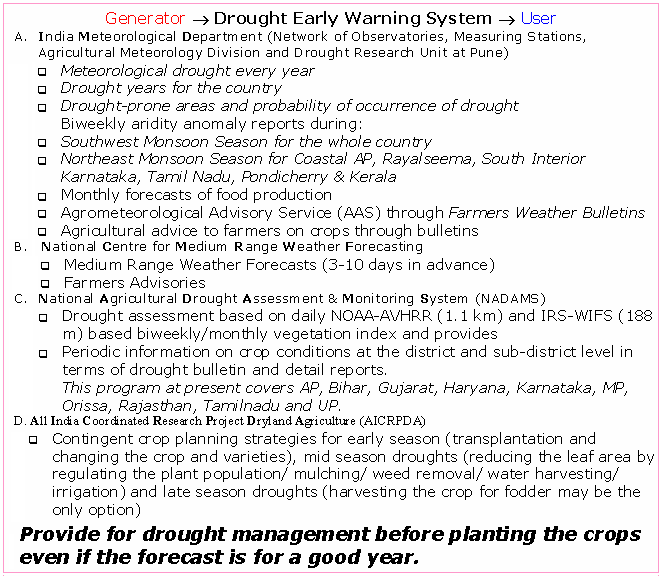 Generator → Drought Early Warning System → User
A. India Meteorological Department (Network of Observatories, Measuring Stations,
Agricultural Meteorology Division and Drought Research Unit at Pune)
❑ Meteorological drought every year
❑ Drought years for the country
❑ Drought-prone areas and probability of occurrence of drought
Biweekly aridity anomaly reports during:
❑ Southwest Monsoon Season for the whole country
❑ Northeast Monsoon Season for Coastal AP, Rayalseema, South Interior
Karnataka, Tamil Nadu, Pondicherry & Kerala
❑ Monthly forecasts of food production
❑ Agrometeorological Advisory Service (AAS) through Farmers Weather Bulletins
❑ Agricultural advice to farmers on crops through bulletins
B. National Centre for Medium Range Weather Forecasting
❑ Medium Range Weather Forecasts (3-10 days in advance)
❑ Farmers Advisories
C. National Agricultural Drought Assessment & Monitoring System (NADAMS)
❑ Drought assessment based on daily NOAA-AVHRR (1.1 km) and IRS-WIFS (188
m) based biweekly/monthly vegetation index and provides
❑ Periodic information on crop conditions at the district and sub-district level in
terms of drought bulletin and detail reports.
This program at present covers AP, Bihar, Gujarat, Haryana, Karnataka, MP,
Orissa, Rajasthan, Tamilnadu and UP.
D. All India Coordinated Research Project Dryland Agriculture (AICRPDA)
❑ Contingent crop planning strategies for early season (transplantation and
changing the crop and varieties), mid season droughts (reducing the leaf area by
regulating the plant population/ mulching/ weed removal/ water harvesting/
irrigation) and late season droughts (harvesting the crop for fodder may be the
only option)
Provide for drought management before planting the crops
even if the forecast is for a good year.